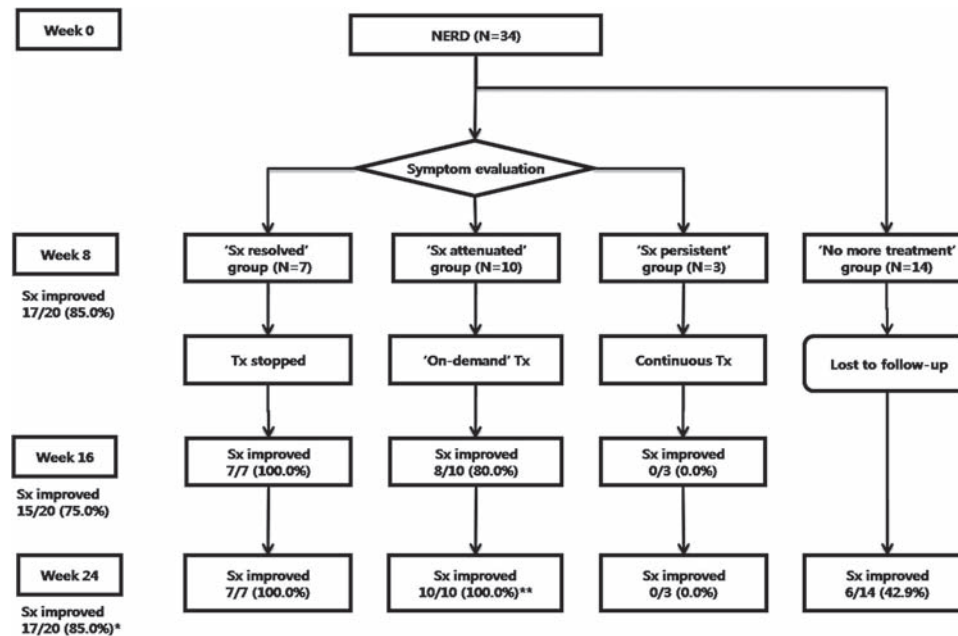 Week 0
NERD (N=34)
Symptom evaluation
Week 8
Sx improved
17/20 (85.0%)
‘Sx resolved’
group (N=7)
‘Sx attenuated’
group (N=10)
‘Sx persistent’
group (N=3)
‘No more treatment’
group (N=14)
Tx stopped
‘On-demand’ Tx
Continuous Tx
Lost to follow-up
Week 16
Sx improved
15/20 (75.0%)
Sx improved
7/7 (100.0%)
Sx improved
8/10 (80.0%)
Sx improved
0/3 (0.0%)
Week 24
Sx improved
17/20 (85.0%)*
Sx improved
7/7 (100.0%)
Sx improved
10/10 (100.0%)**
Sx improved
0/3 (0.0%)
Sx improved
6/14 (42.9%)